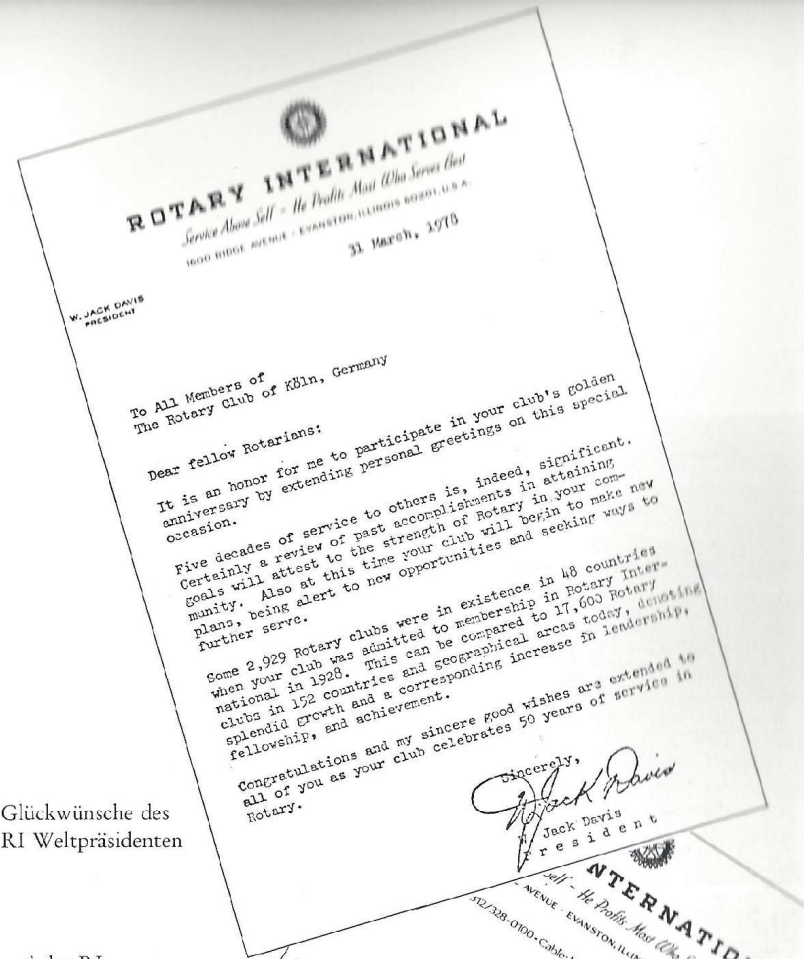 ROTARY INTERNATIONAL
Service Above Self – He Profits Most Who Serves Best
1600 RIDGE AVENUE · EVANSTON, ILLINOIS 60201, U.S.A.
31 March, 1978
W. JACK DAVIS
PRESIDENT
To All Members of
The Rotary Club of Köln, Germany
Dear fellow Rotarians:
It is an honor for me to participate in your club's golden
anniversary by extending personal greetings on this special
occasion.
Five decades of service to others is, indeed, significant.
Certainly a review of past accomplishments in attaining
goals will attest to the strength of Rotary in your com-
munity. Also at this time your club will begin to make new
plans, being alert to new opportunities and seeking ways to
further serve.
Some 2,929 Rotary clubs were in existence in 48 countries
when your club was admitted to membership in Rotary Inter-
national in 1928. This can be compared to 17,600 Rotary
clubs in 152 countries and geographical areas today, denoting
splendid growth and a corresponding increase in leadership,
fellowship, and achievement.
Congratulations and my sincere good wishes are extended to
all of you as your club celebrates 50 years of service in
Rotary.
Sincerely,
W Jack Davis
W Jack Davis
President
Glückwünsche des
RI Weltpräsidenten
NTERNATIO
Self – He Profits Most Who
AVENUE · EVANSTON, ILLIN
312/328-0100 · Cable: